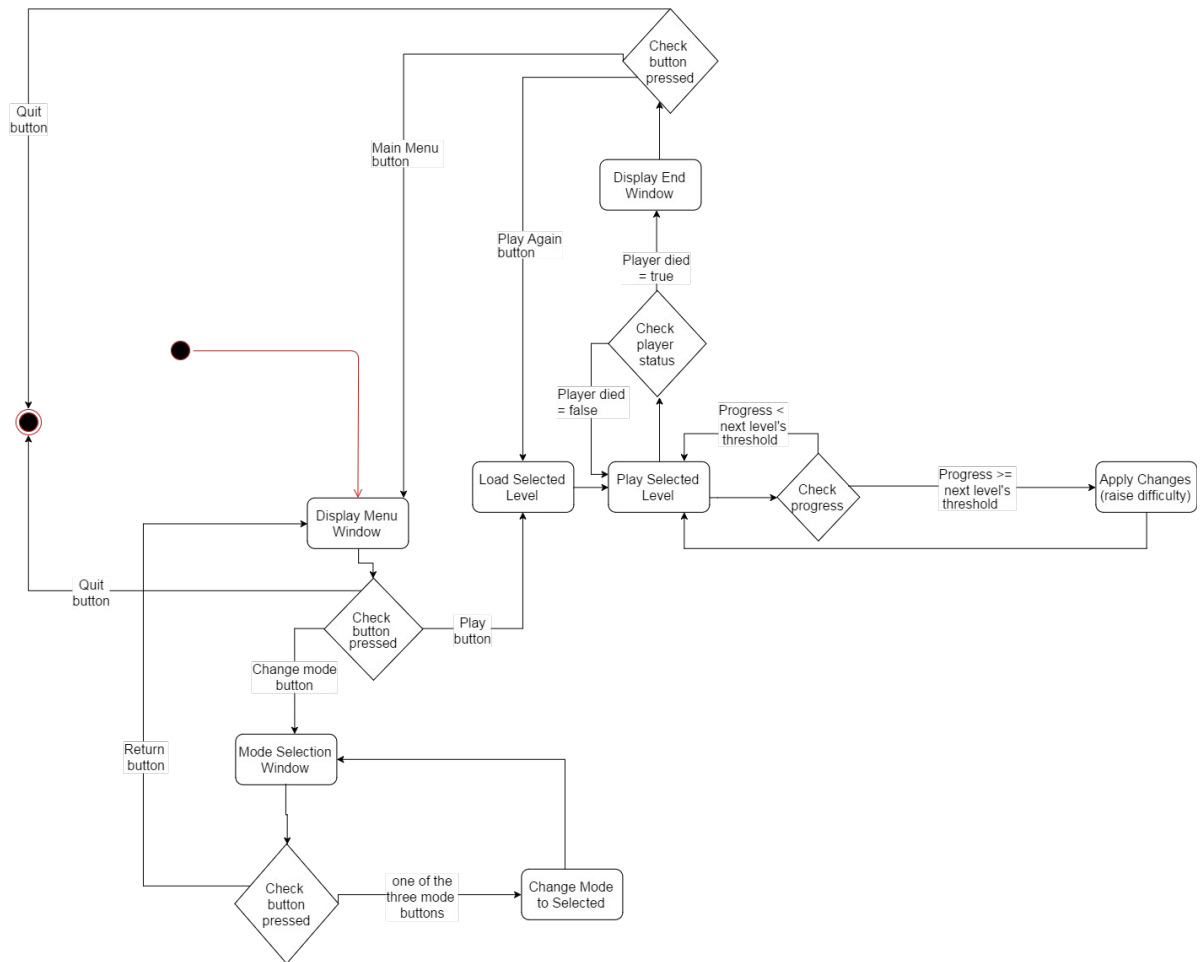 Check
button
pressed
Quit
button
Main Menu
button
Display End
Window
Play Again
button
Player died
= true
Check
player
status
Player died
= false
Progress <
next level's
threshold
Load Selected
Level
Play Selected
Level
Check
progress
Progress >=
next level's
threshold
Apply Changes
(raise difficulty)
Display Menu
Window
Quit
button
Check
button
pressed
Play
button
Change mode
button
Return
button
Mode Selection
Window
Check
button
pressed
one of the
three mode
buttons
Change Mode
to Selected